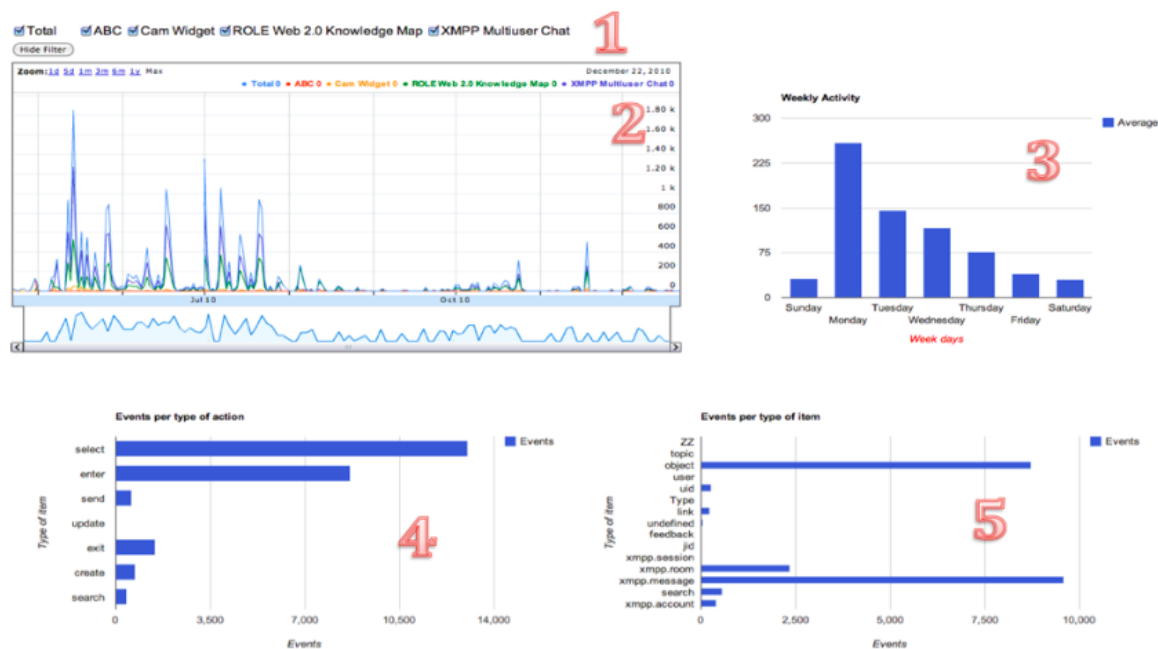 Total ABC Cam Widget ROLE Web 2.0 Knowledge Map XMPP Multiuser Chat
Hide Filter
1
Zoom: 1d 5d 1m 3m 6m 1y Max
December 22, 2010
Total 0 ABC 0 Cam Widget 0 ROLE Web 2.0 Knowledge Map 0 XMPP Multiuser Chat 0
2
1.80 k
1.60 k
1.40 k
1.20 k
1 k
800
600
400
200
0
Jul 10
Oct 10
Weekly Activity
300
225
150
75
0
Average
3
Sunday
Monday
Tuesday
Wednesday
Thursday
Friday
Saturday
Week days
Events per type of action
Events
Type of item
select
enter
send
update
exit
create
search
4
0
3,500
7,000
10,500
14,000
Events
Events per type of item
Events
Type of item
ZZ
topic
object
user
uid
Type
link
undefined
feedback
jid
xmpp.session
xmpp.room
xmpp.message
search
xmpp.account
5
0
2,500
5,000
7,500
10,000
Events